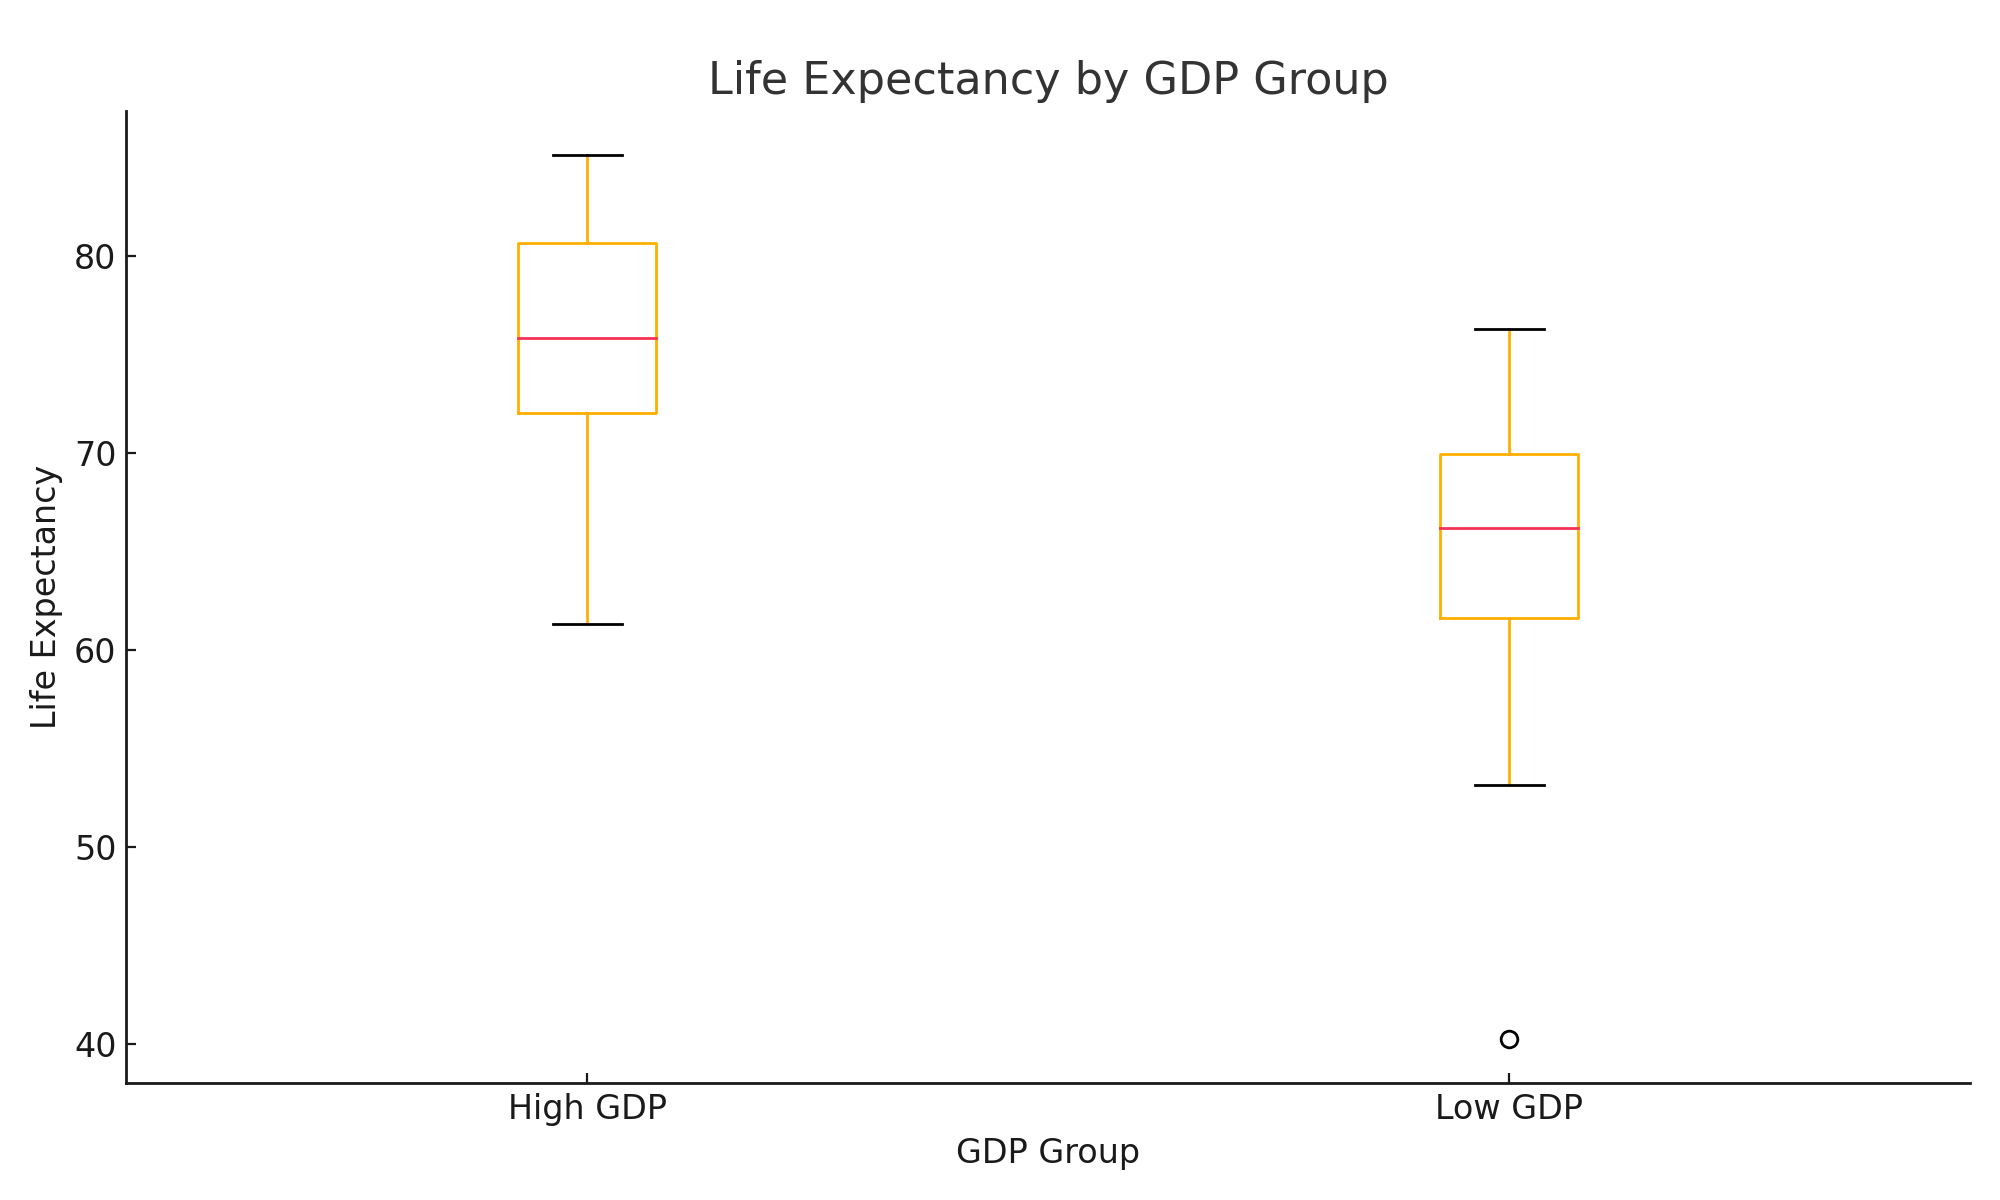 Life Expectancy by GDP Group
Life Expectancy
80
70
60
50
40
High GDP
Low GDP
GDP Group